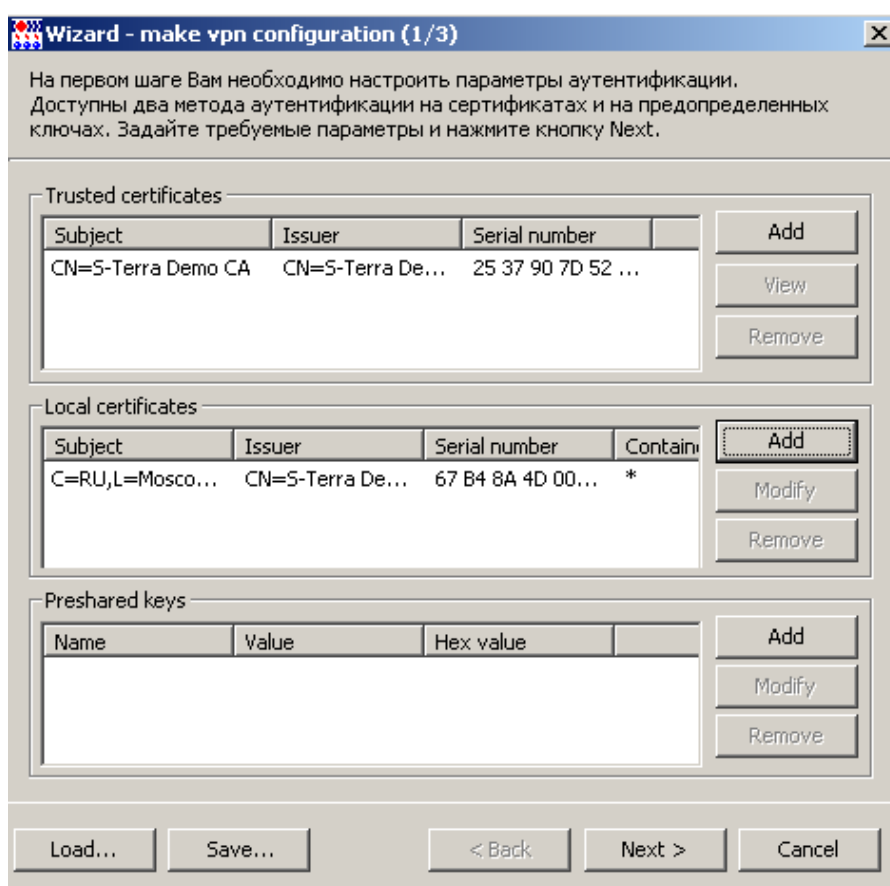 Wizard - make vpn configuration (1/3)
На первом шаге Вам необходимо настроить параметры аутентификации.
Доступны два метода аутентификации на сертификатах и на предопределенных
ключах. Задайте требуемые параметры и нажмите кнопку Next.
Trusted certificates
Subject Issuer Serial number
CN=S-Terra Demo CA CN=S-Terra De... 25 37 90 7D 52 ...
Add
View
Remove
Local certificates
Subject Issuer Serial number Contain
C=RU,L=Mosco... CN=S-Terra De... 67 B4 8A 4D 00... *
Add
Modify
Remove
Preshared keys
Name Value Hex value
Add
Modify
Remove
Load... Save... < Back Next > Cancel